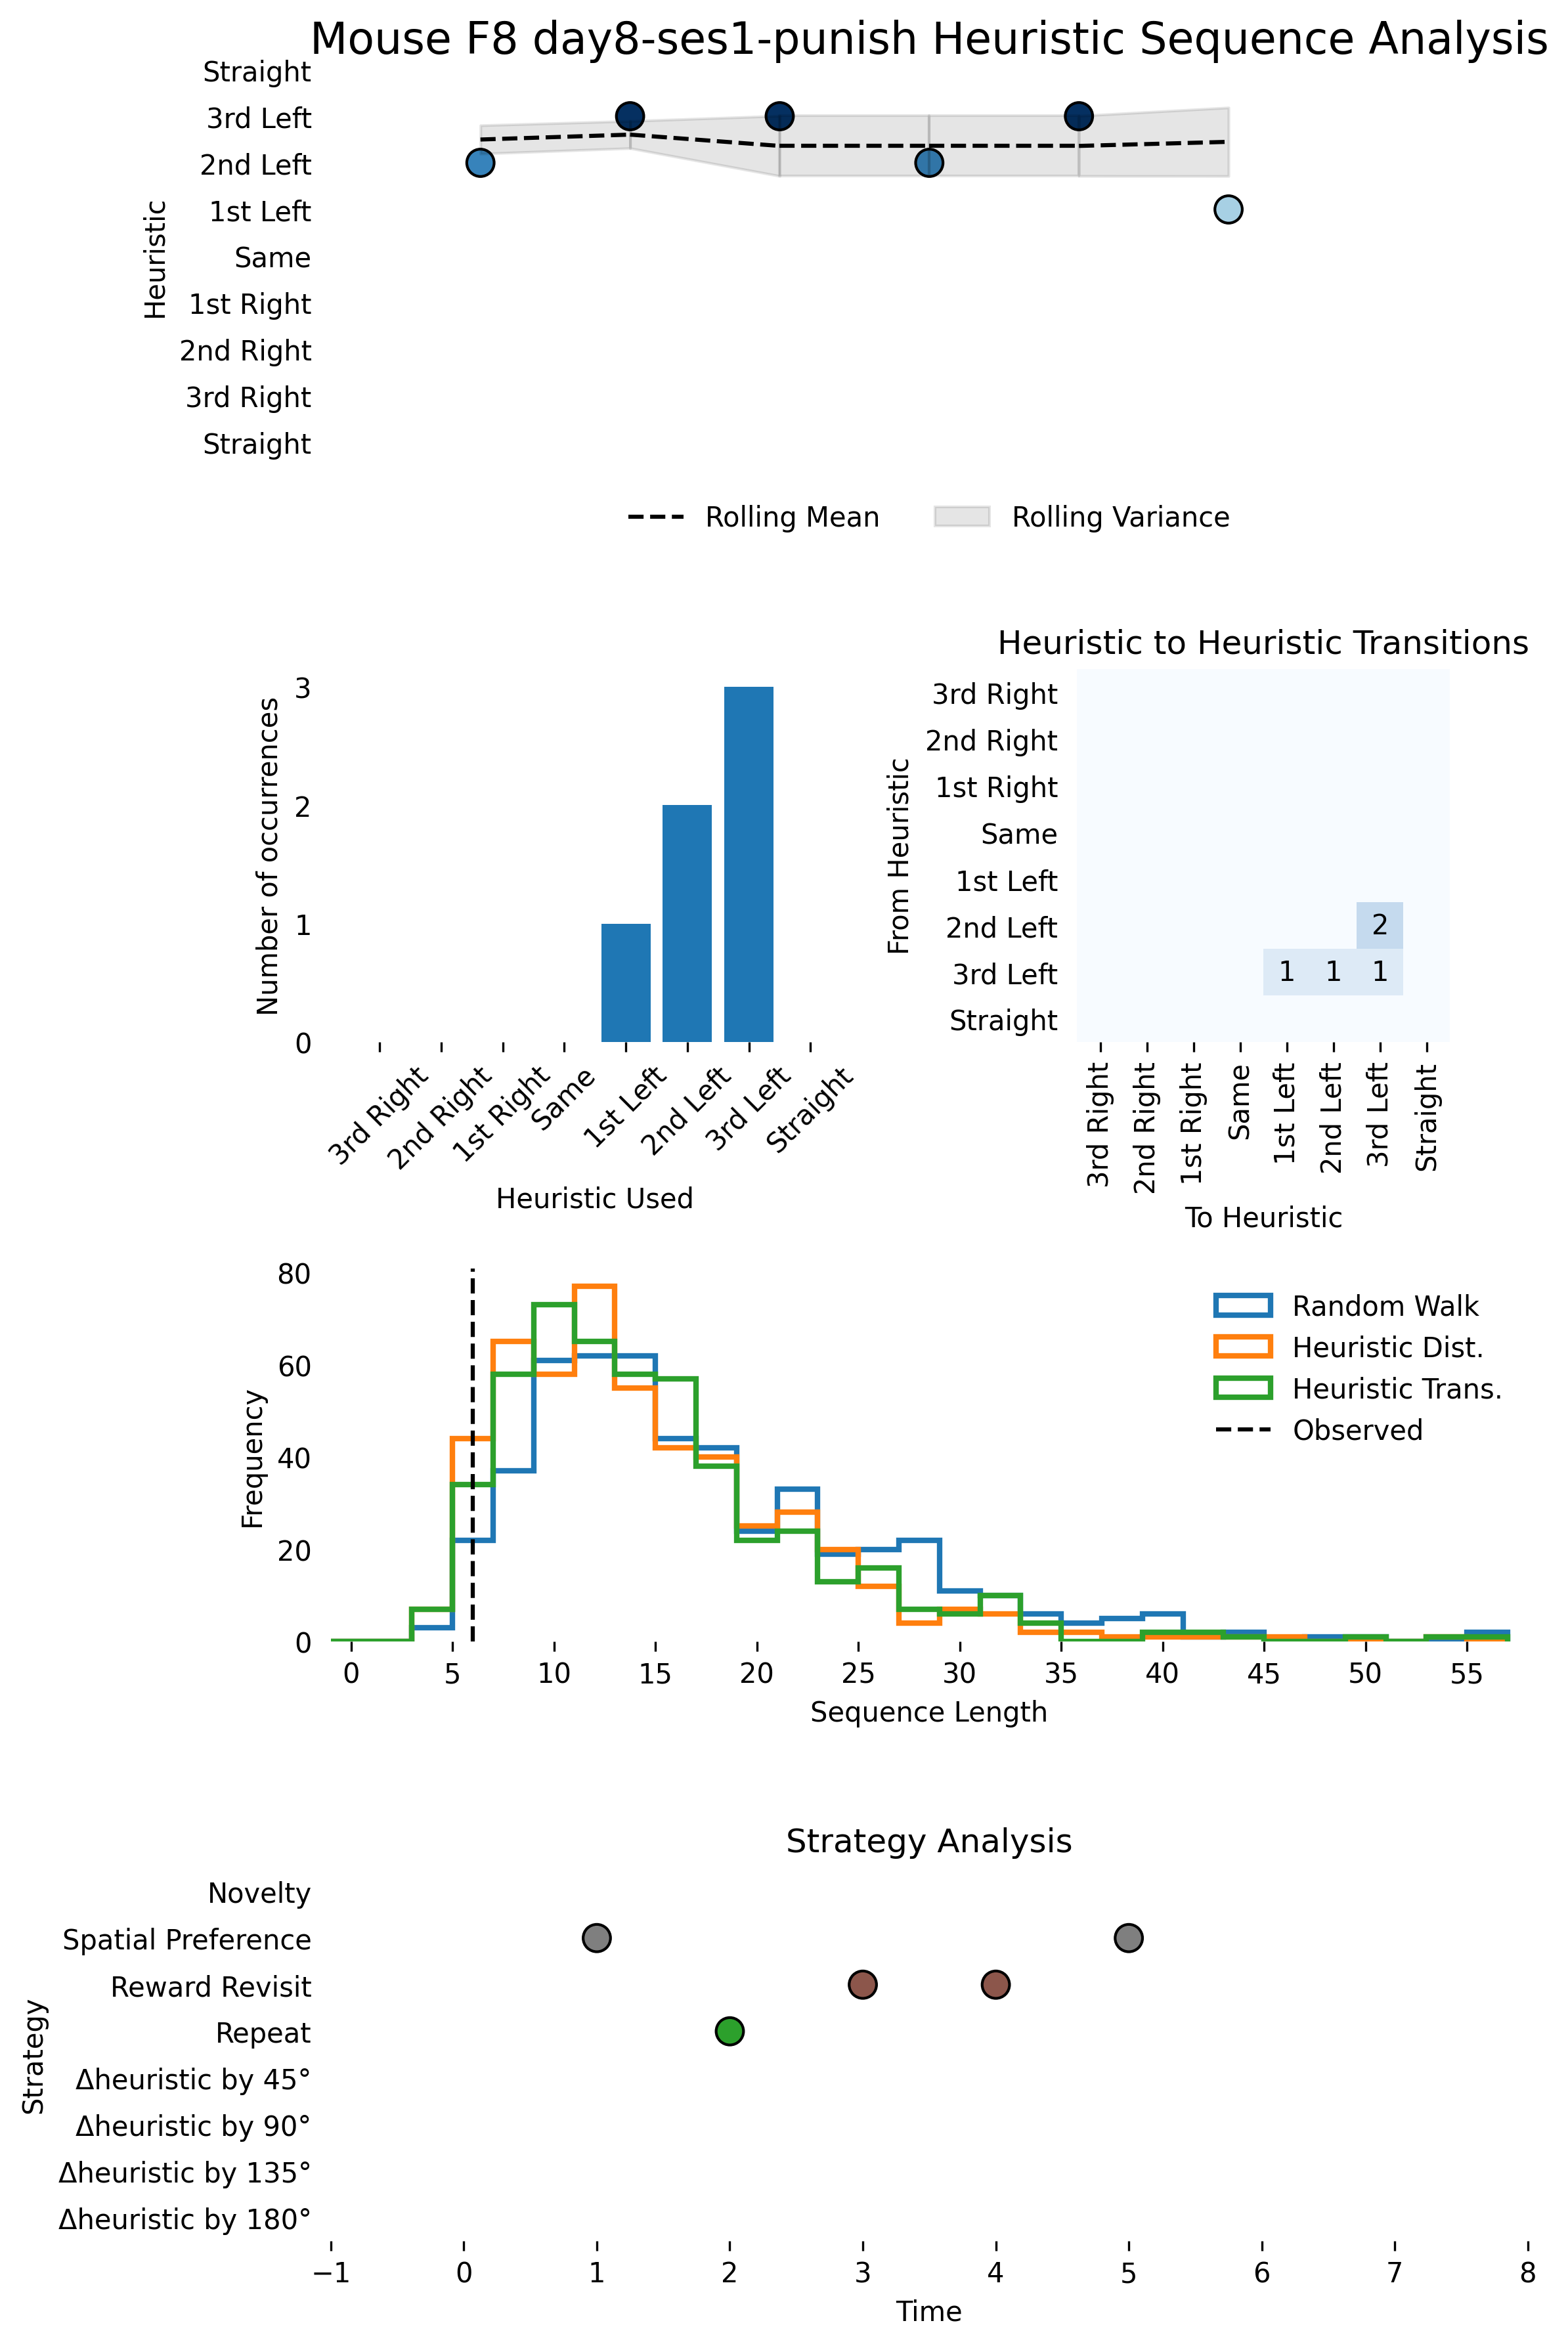 Mouse F8 day8-ses1-punish Heuristic Sequence Analysis
Straight
3rd Left
2nd Left
1st Left
Same
1st Right
2nd Right
3rd Right
Straight
Heuristic
Rolling Mean
Rolling Variance
3
2
1
0
Number of occurrences
3rd Right
2nd Right
1st Right
Same
1st Left
2nd Left
3rd Left
Straight
Heuristic Used
Heuristic to Heuristic Transitions
3rd Right
2nd Right
1st Right
Same
1st Left
2nd Left
3rd Left
Straight
From Heuristic
2
1 1 1
3rd Right
2nd Right
1st Right
Same
1st Left
2nd Left
3rd Left
Straight
To Heuristic
80
60
40
20
0
Frequency
Random Walk
Heuristic Dist.
Heuristic Trans.
Observed
0 5 10 15 20 25 30 35 40 45 50 55
Sequence Length
Strategy Analysis
Novelty
Spatial Preference
Reward Revisit
Repeat
Δheuristic by 45°
Δheuristic by 90°
Δheuristic by 135°
Δheuristic by 180°
Strategy
−1 0 1 2 3 4 5 6 7 8
Time